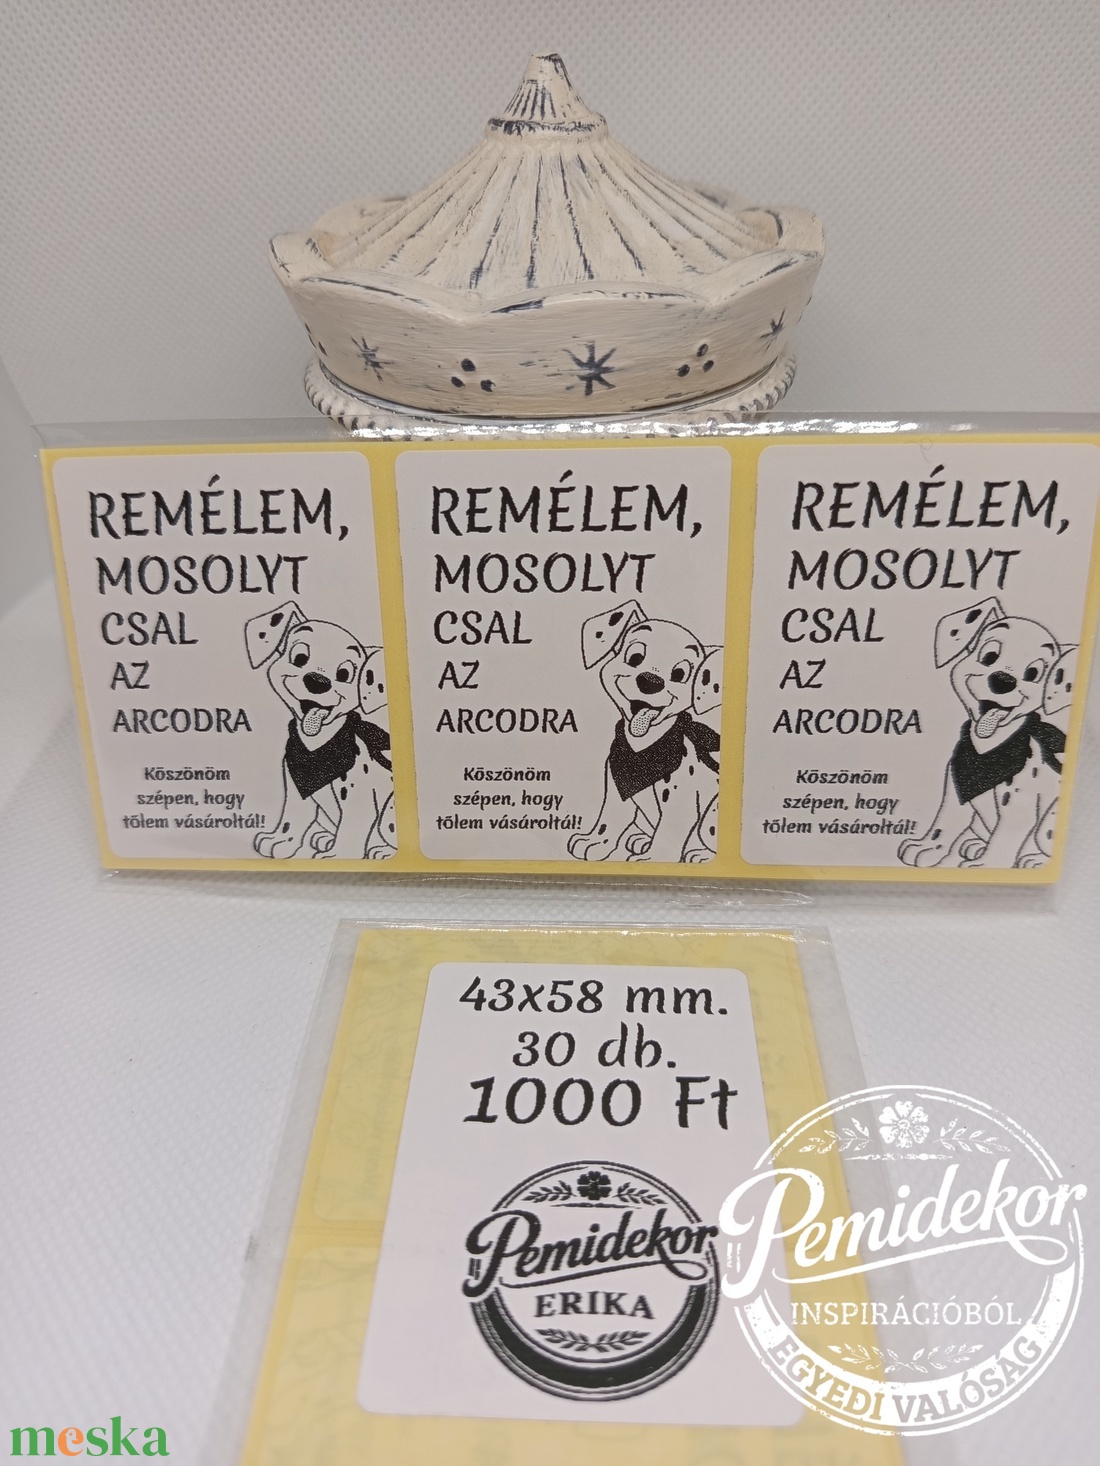 REMÉLEM,
MOSOLYT
CSAL
AZ
ARCODRA
Köszönöm
szépen, hogy
tőlem vásároltál!
REMÉLEM,
MOSOLYT
CSAL
AZ
ARCODRA
Köszönöm
szépen, hogy
tőlem vásároltál!
REMÉLEM,
MOSOLYT
CSAL
AZ
ARCODRA
Köszönöm
szépen, hogy
tőlem vásároltál!
43x58 mm.
30 db.
1000 Ft
Pemidekor
ERIKA
Pemidekor
INSPIRÁCIÓBÓL
EGYEDI VALÓSÁG
meska